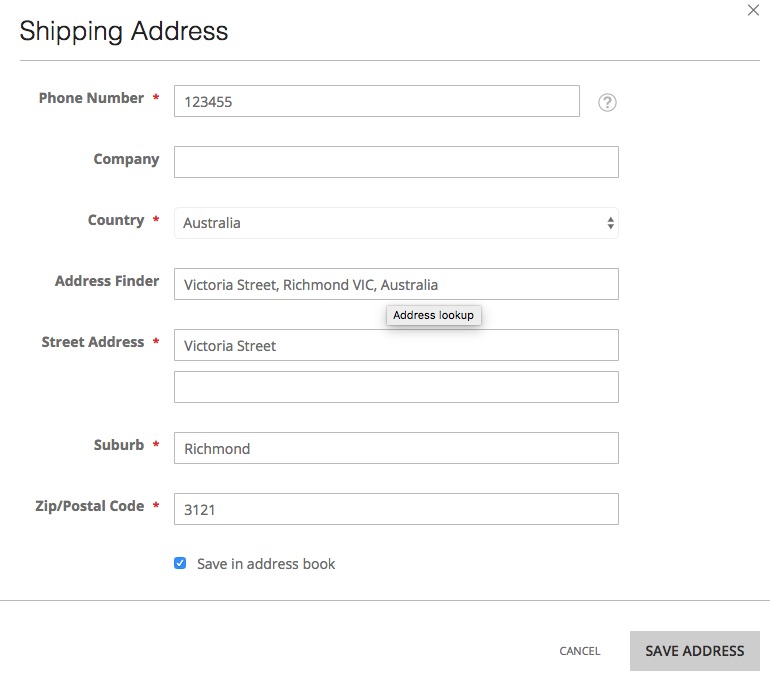 Shipping Address
Phone Number * 123455 ?
Company
Country * Australia
Address Finder Victoria Street, Richmond VIC, Australia
Address lookup
Street Address * Victoria Street
Suburb * Richmond
Zip/Postal Code * 3121
Save in address book
CANCEL SAVE ADDRESS